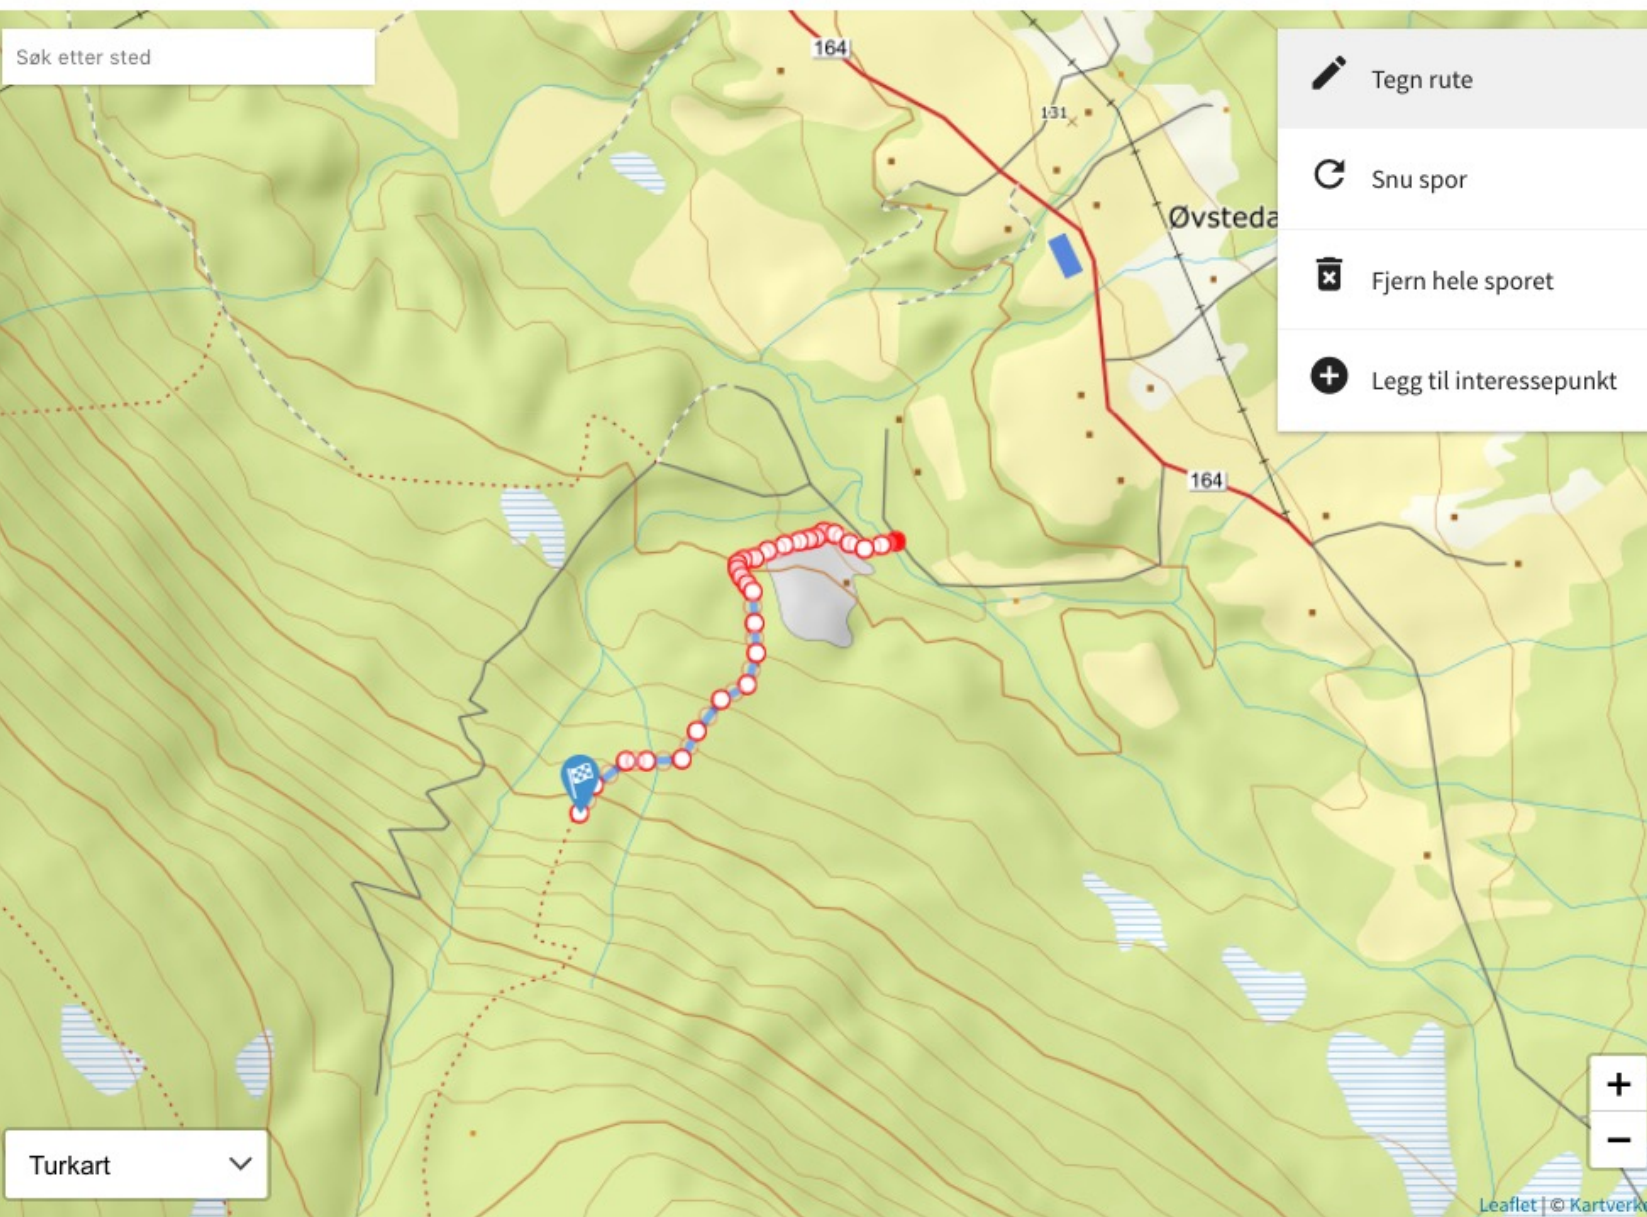 Søk etter sted
164
131
Øvsteda
164
Tegn rute
Snu spor
Fjern hele sporet
Legg til interessepunkt
+
−
Turkart
Leaflet | © Kartverke